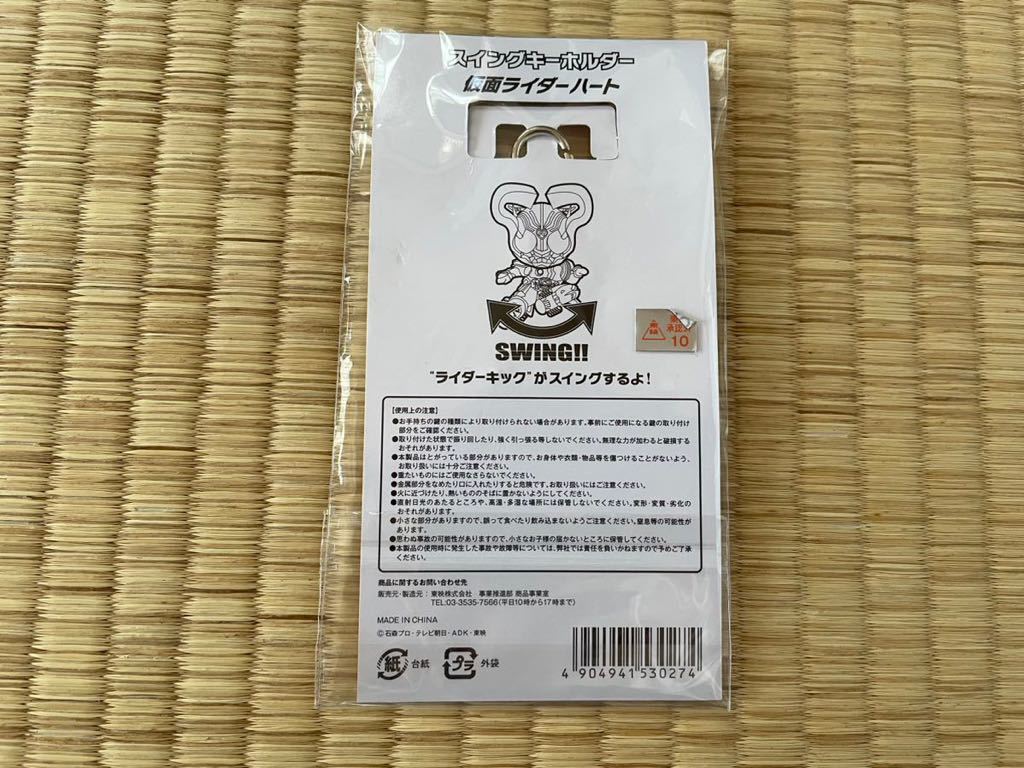 スイングキーホルダー
仮面ライダーハート
SWING!!
"ライダーキック"がスイングするよ!
東映
承認
10
【使用上の注意】
●お手持ちの鍵の種類により取り付けられない場合があります。事前にご使用になる鍵の取り付け
部分をご確認ください。
●取り付けた状態で振り回したり、強く引っ張る等しないでください。無理な力が加わると破損する
おそれがあります。
●本製品はとがっている部分がありますので、お身体や衣類・物品等を傷つけることがないよう、
お取り扱いには十分ご注意ください。
●重たいものにはご使用なさらないでください。
●金属部分をなめたり口に入れたりすると危険です。お取り扱いにはご注意ください。
●火に近づけたり、熱いもののそばに置かないようにしてください。
●直射日光のあたるところや、高温・多湿な場所には保管しないでください。変形・変質・劣化の
おそれがあります。
●小さな部分がありますので、誤って食べたり飲み込まないようご注意ください。窒息等の可能性が
あります。
●思わぬ事故の可能性がありますので、小さなお子様の届かないところに保管してください。
●本製品の使用時に発生した事故や故障等については、弊社では責任を負いかねますので予めご了承
ください。
商品に関するお問い合わせ先
販売元・製造元：東映株式会社 事業推進部 商品事業室
TEL:03-3535-7566(平日10時から17時まで)
MADE IN CHINA
©石森プロ・テレビ朝日・ADK・東映
紙 台紙 プラ 外袋
4 904941 530274